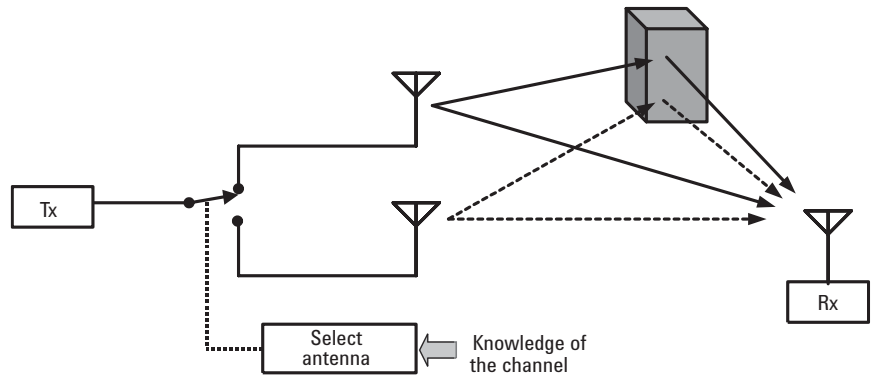 Tx
Rx
Select
antenna
Knowledge of
the channel